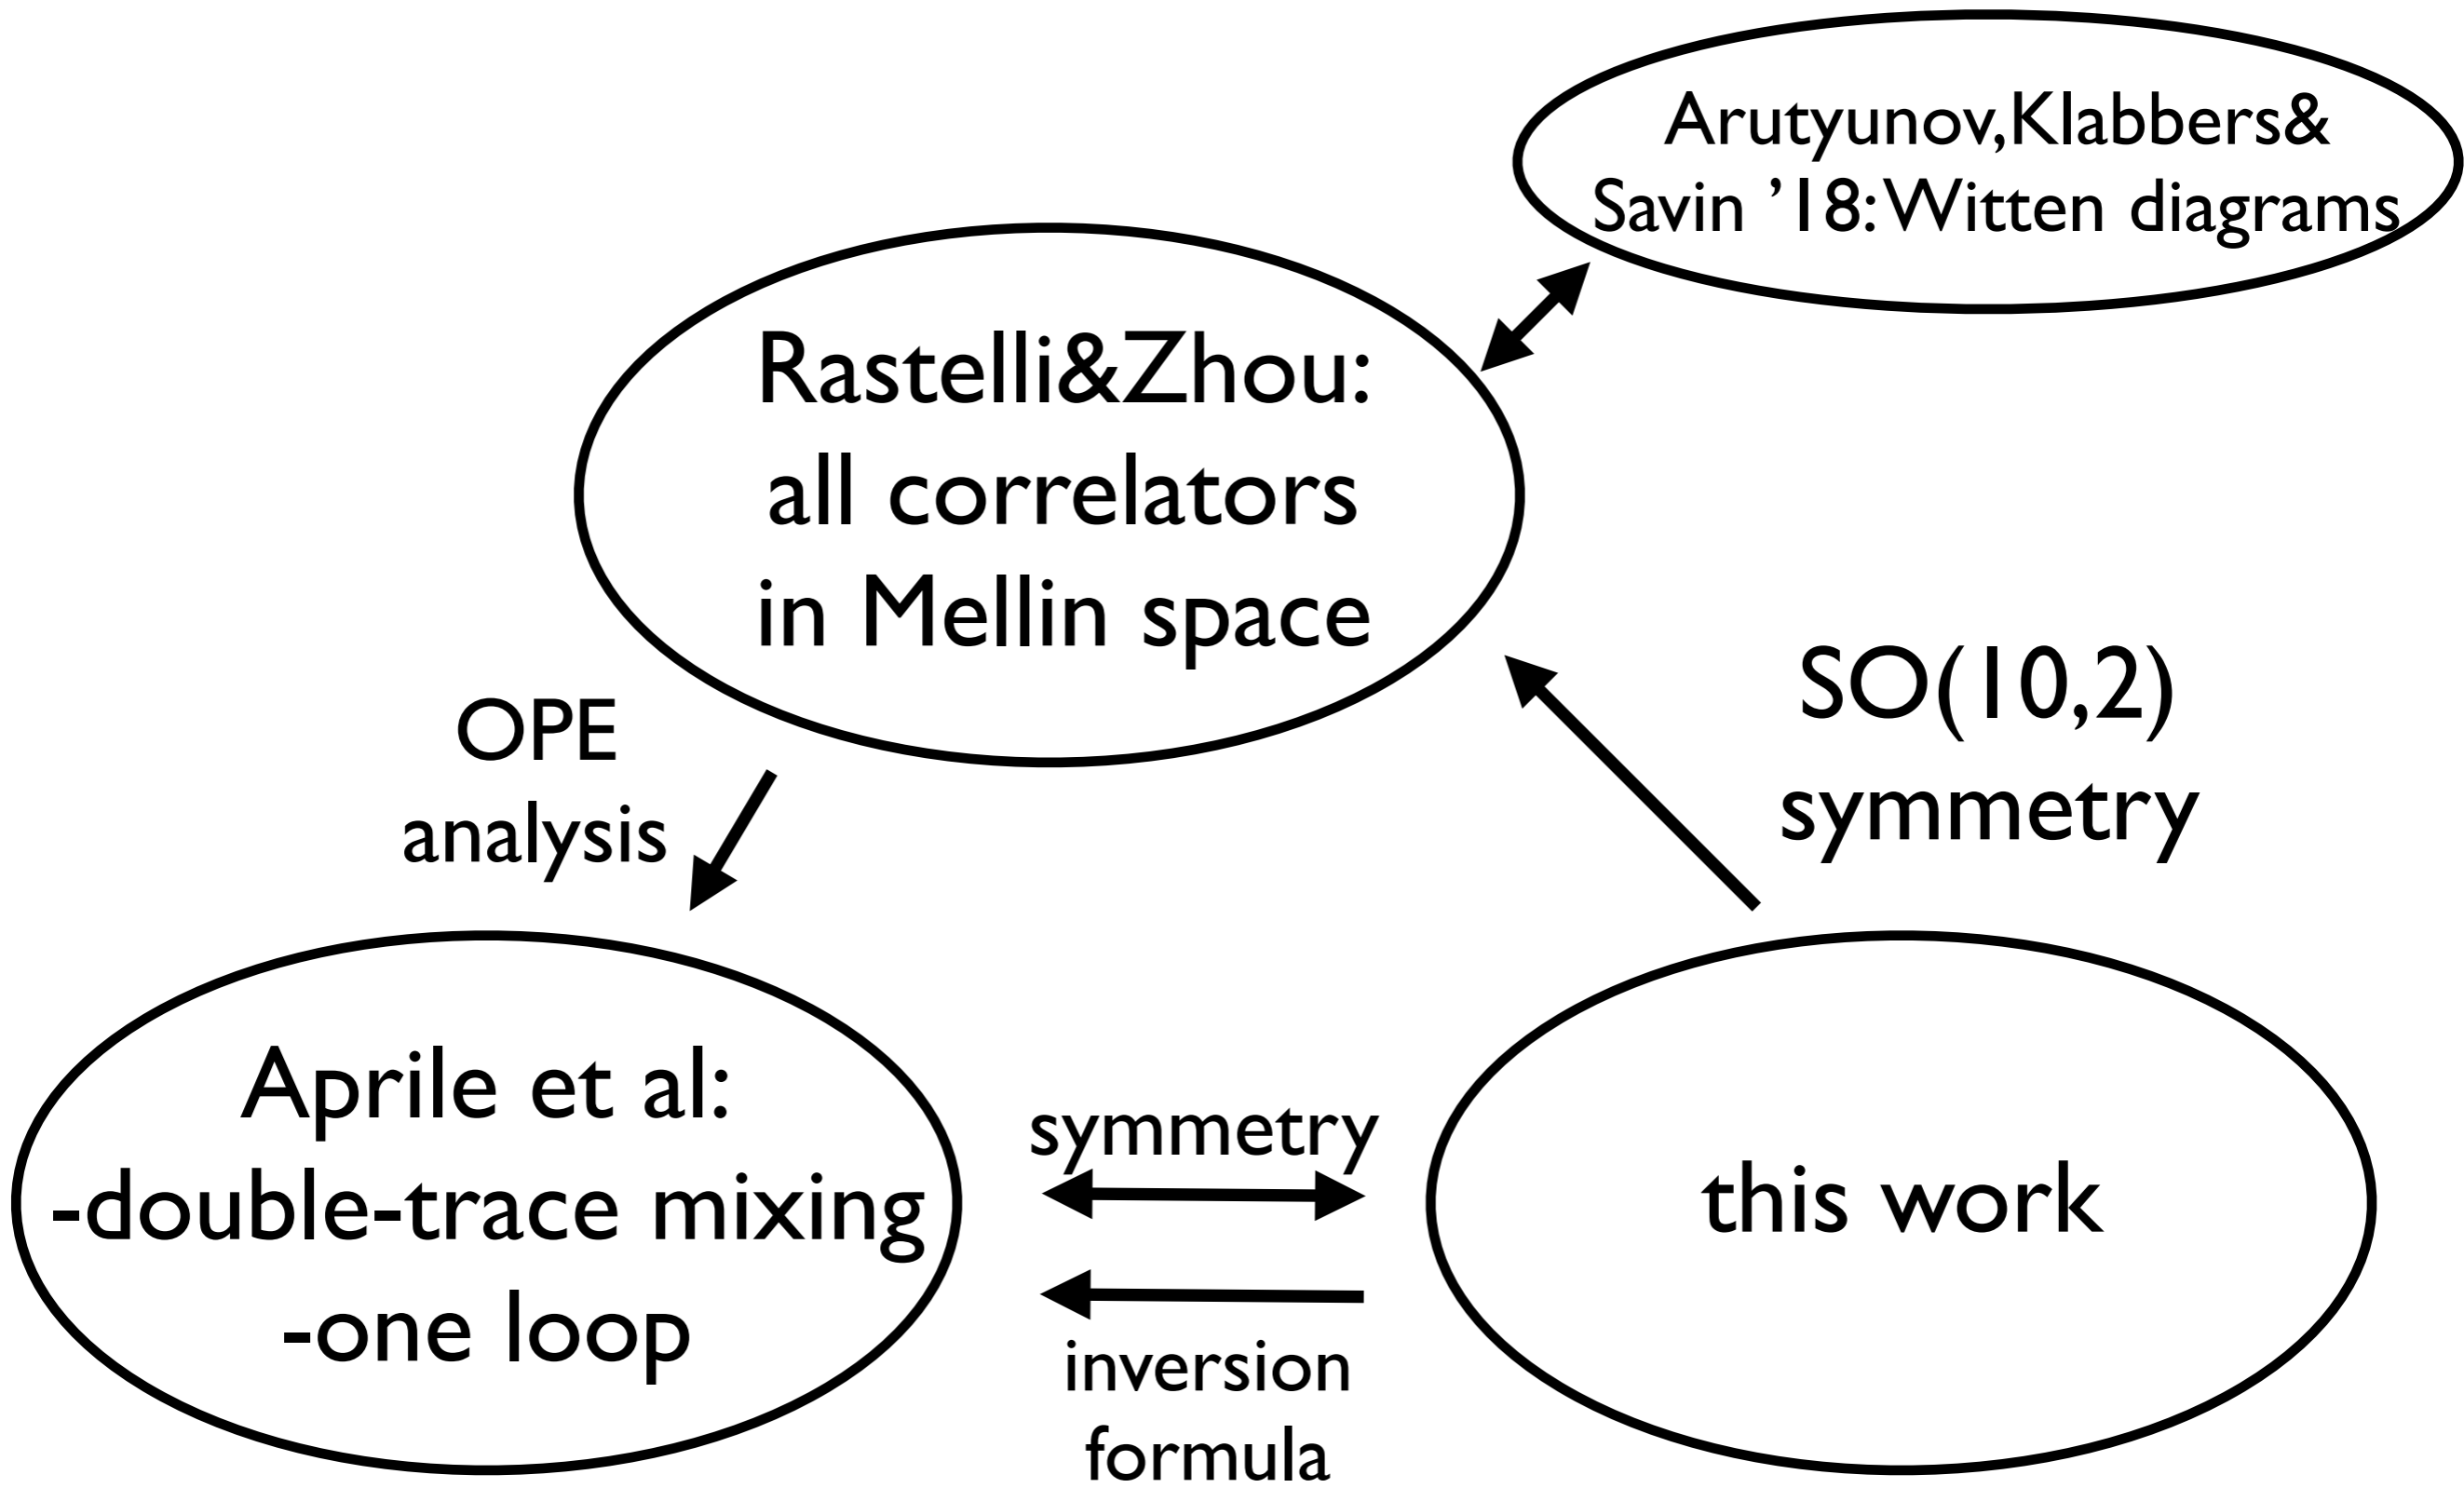 Arutyunov,Klabbers&
Savin ’18: Witten diagrams
Rastelli&Zhou:
all correlators
in Mellin space
SO(10,2)
symmetry
OPE
analysis
Aprile et al:
-double-trace mixing
-one loop
symmetry
inversion
formula
this work